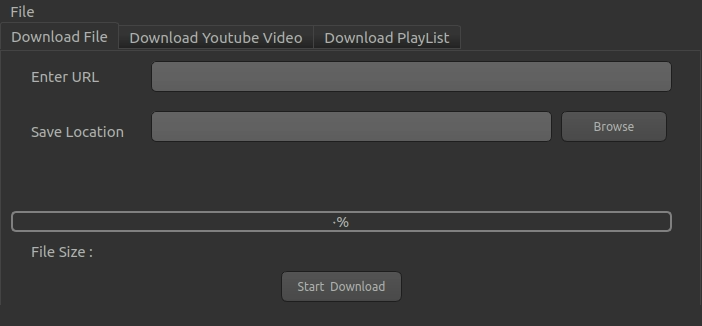 File
Download File Download Youtube Video Download PlayList
Enter URL
Save Location Browse
·%
File Size :
Start Download